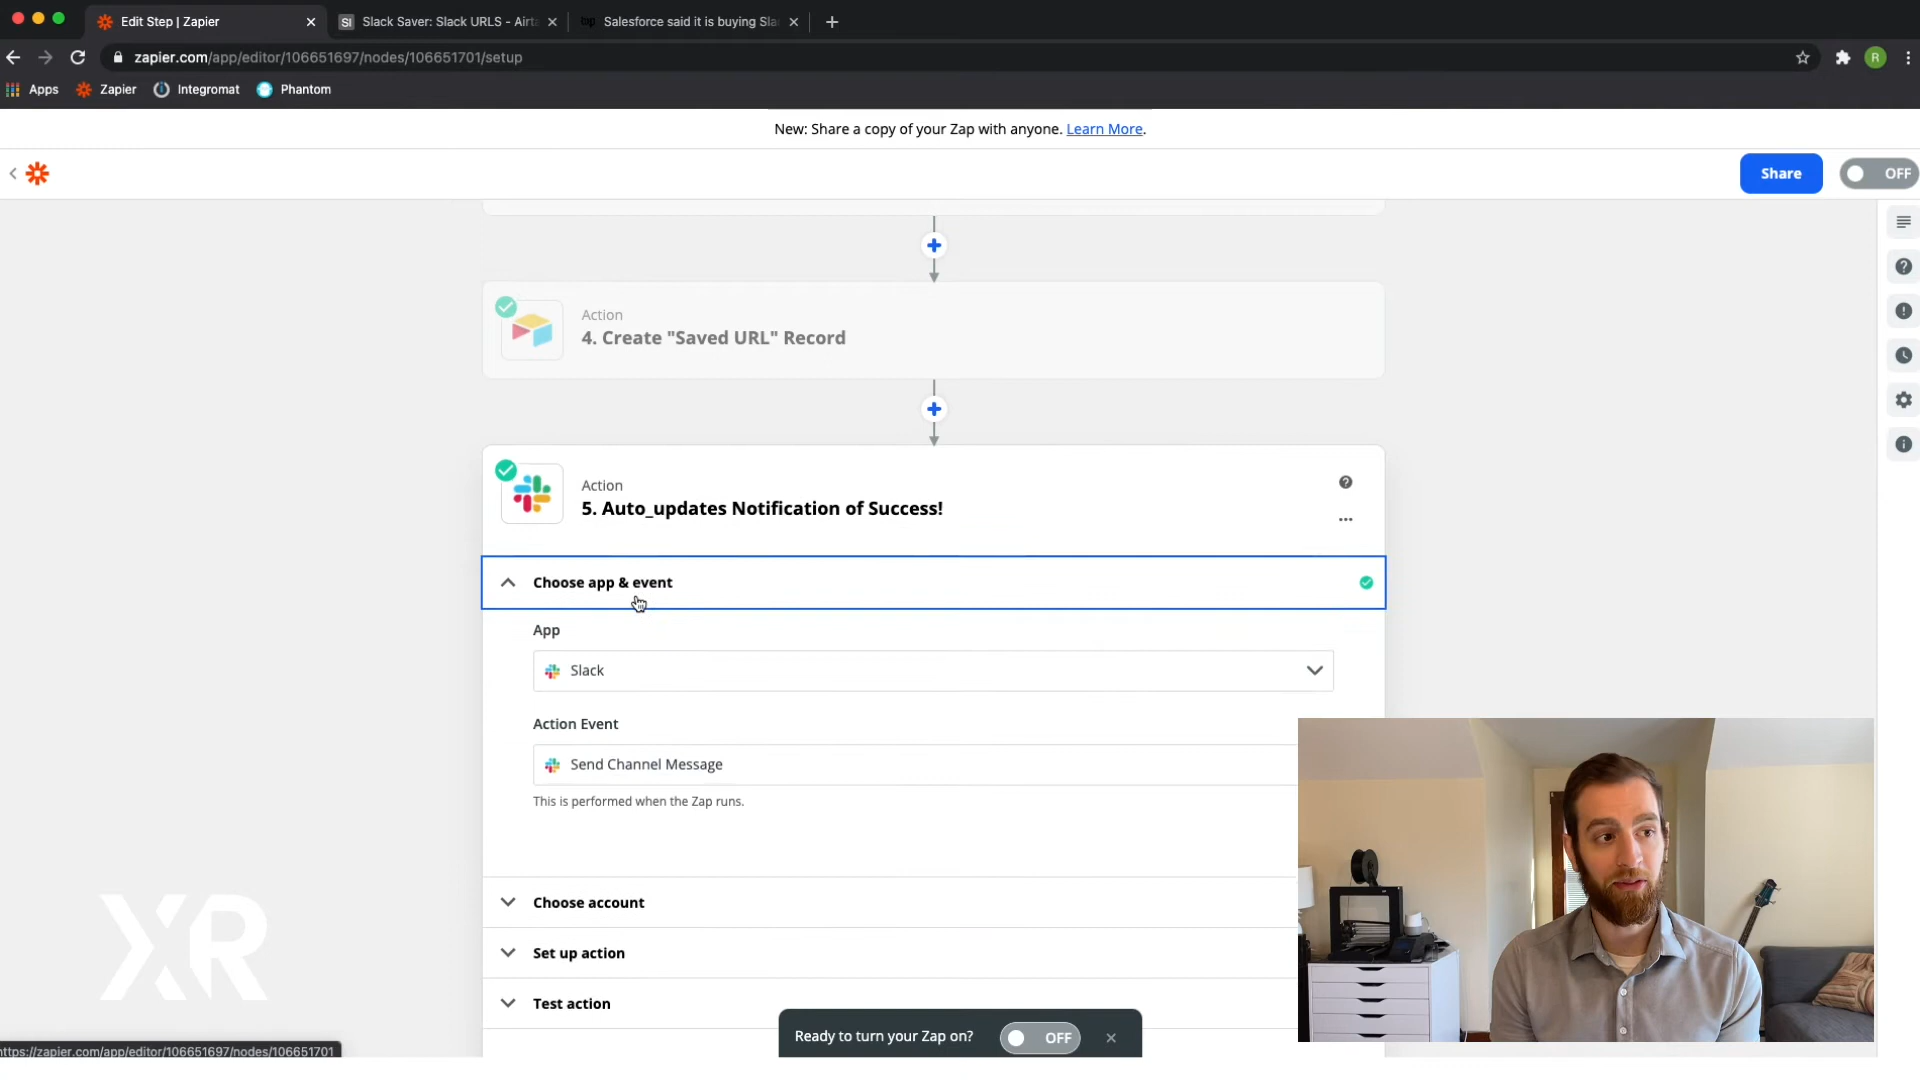 Edit Step | Zapier
Slack Saver: Slack URLS - Airta
Salesforce said it is buying Sla
zapier.com/app/editor/106651697/nodes/106651701/setup
R
Apps
Zapier
Integromat
Phantom
New: Share a copy of your Zap with anyone. Learn More.
Share
OFF
Action
4. Create "Saved URL" Record
Action
5. Auto_updates Notification of Success!
Choose app & event
App
Slack
Action Event
Send Channel Message
This is performed when the Zap runs.
Choose account
Set up action
Test action
Ready to turn your Zap on?
OFF
XR
https://zapier.com/app/editor/106651697/nodes/106651701